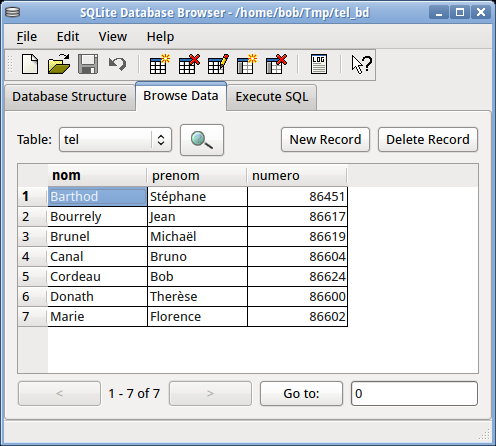 SQLite Database Browser - /home/bob/Tmp/tel_bd
File Edit View Help
LOG
Database Structure Browse Data Execute SQL
Table: tel New Record Delete Record
nom prenom numero
1 Barthod Stéphane 86451
2 Bourrely Jean 86617
3 Brunel Michaël 86619
4 Canal Bruno 86604
5 Cordeau Bob 86624
6 Donath Therèse 86600
7 Marie Florence 86602
< 1 - 7 of 7 > Go to: 0